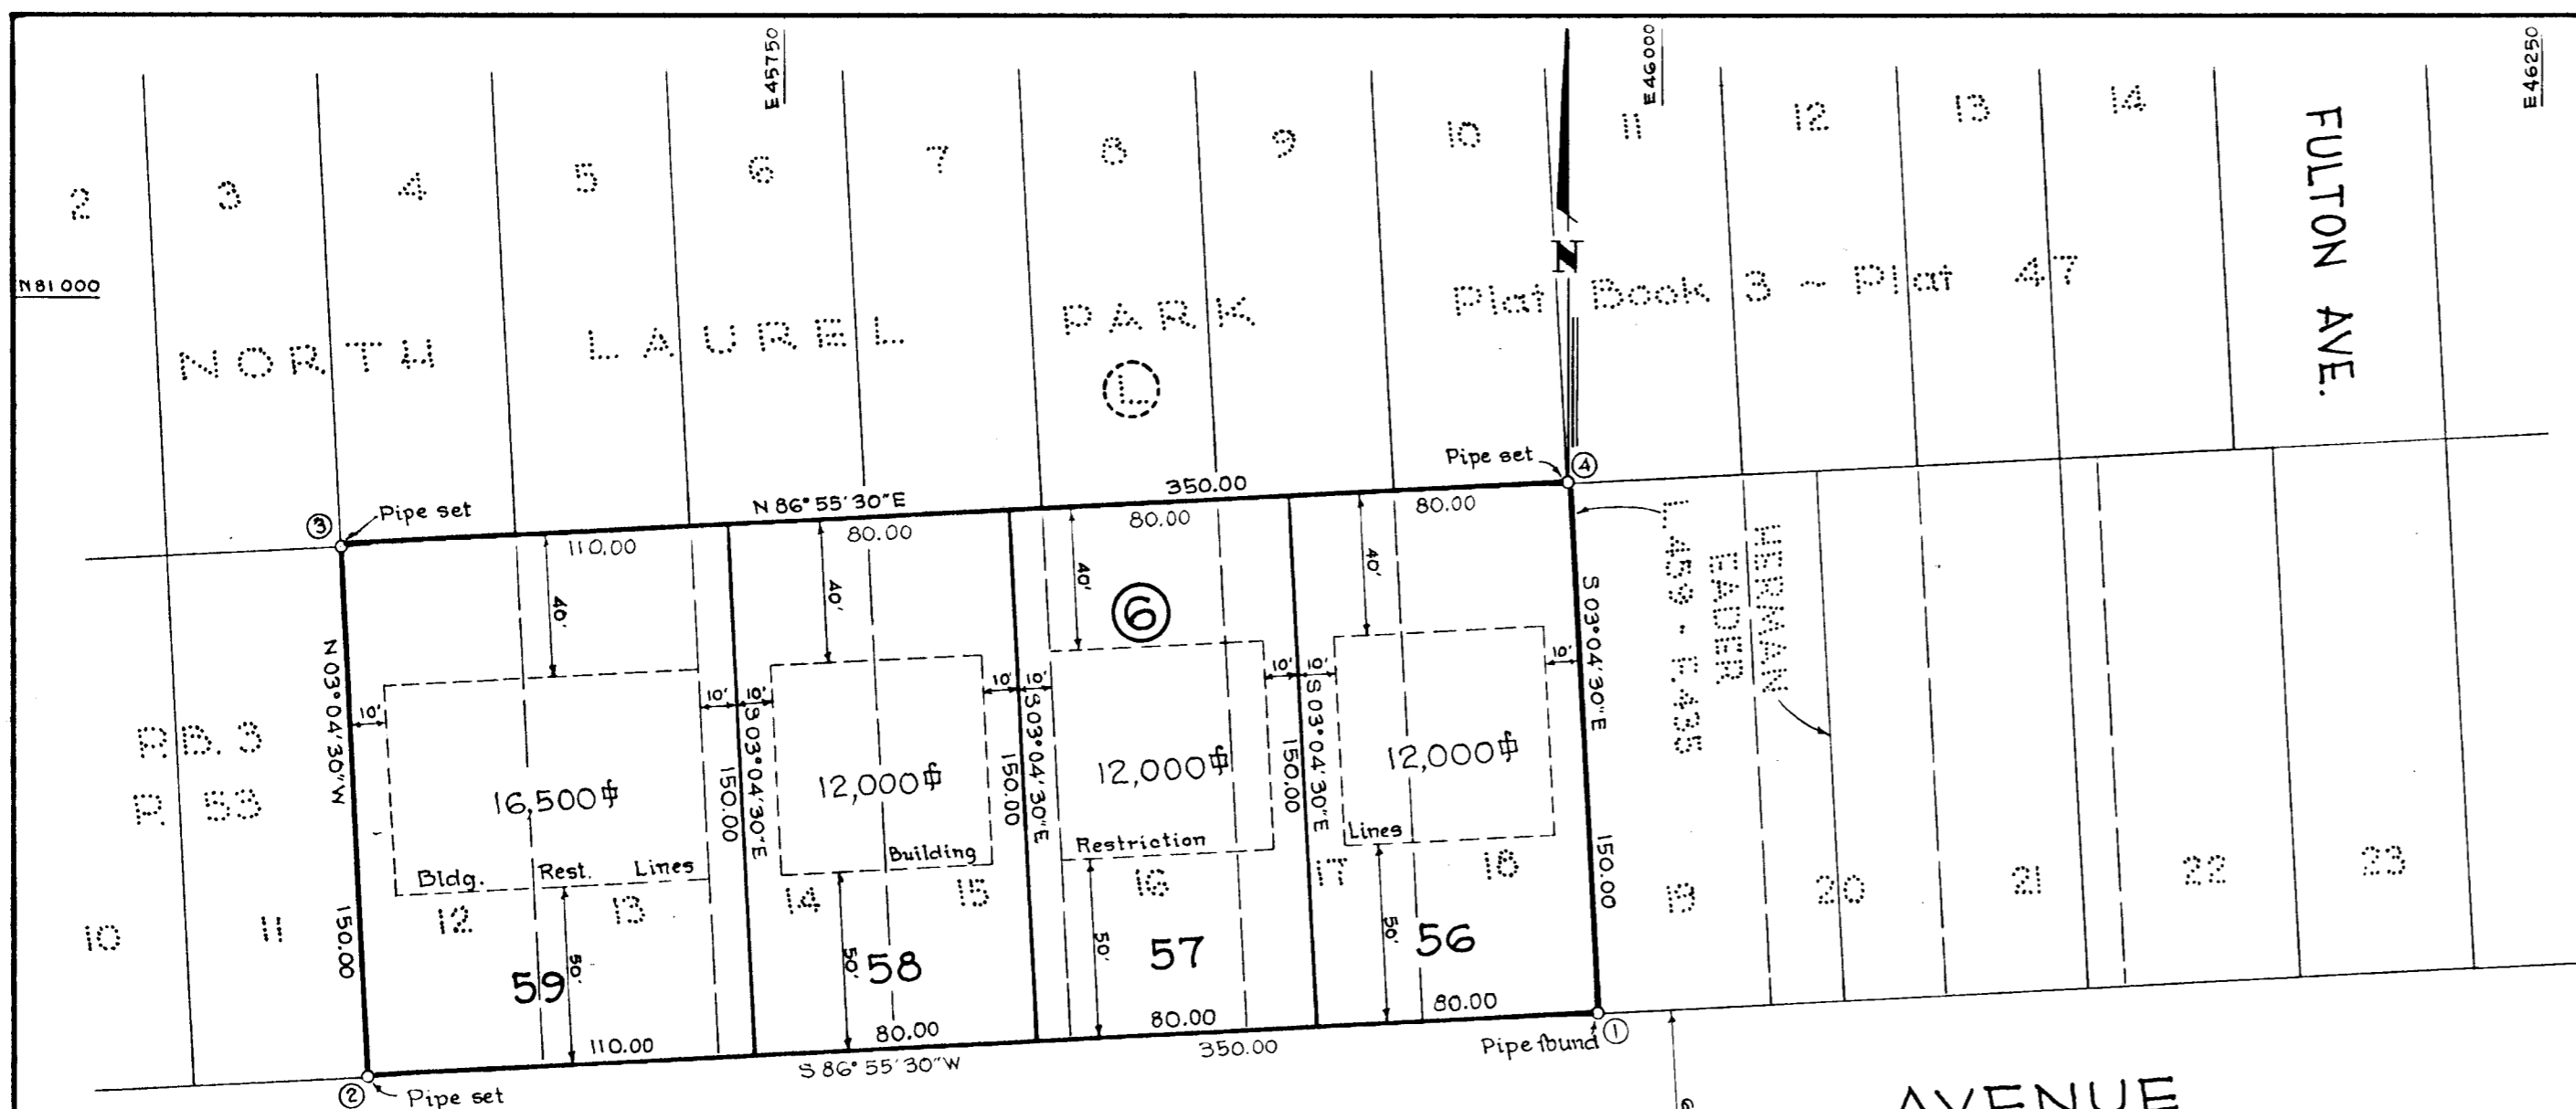 E45750
E46000
E46250
2
3
4
5
6
7
8
9
10
11
12
13
14
FULTON AVE.
N
N81000
NORTH LAUREL PARK
Plat Book 3 ~ Plat 47
L
Pipe set
4
3
Pipe set
N 86° 55' 30" E
350.00
110.00
80.00
80.00
80.00
40'
40'
40'
40'
6
L. 459 - F. 435
HERMAN
EADER
N 03° 04' 30" W
150.00
10'
10'
10'
10'
10'
10'
10'
10'
S 03° 04' 30" E
150.00
S 03° 04' 30" E
150.00
S 03° 04' 30" E
150.00
S 03° 04' 30" E
150.00
P.B. 3
P. 53
16,500
12,000
12,000
12,000
Bldg. Rest. Lines
Building
Restriction
Lines
10
11
12
13
14
15
16
17
18
19
20
21
22
23
59
58
57
56
50'
50'
50'
50'
110.00
80.00
80.00
80.00
S 86° 55' 30" W
350.00
Pipe found
1
2
Pipe set
AVENUE